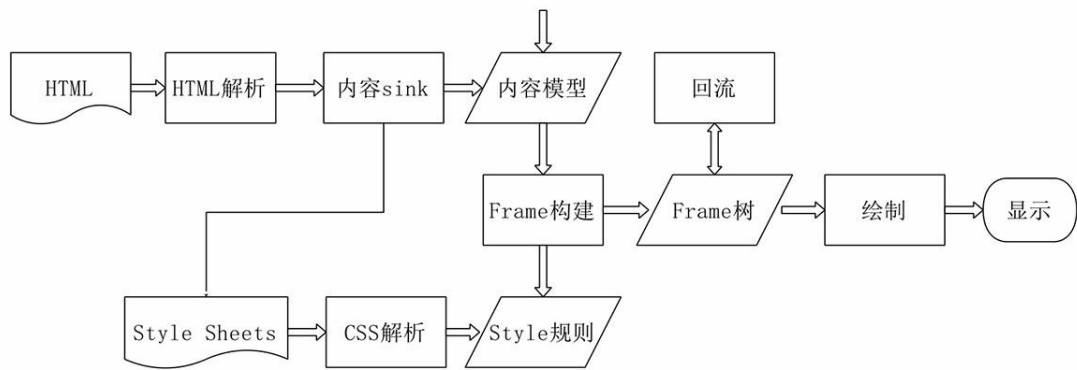 HTML
HTML解析
内容sink
内容模型
回流
Frame构建
Frame树
绘制
显示
Style Sheets
CSS解析
Style规则